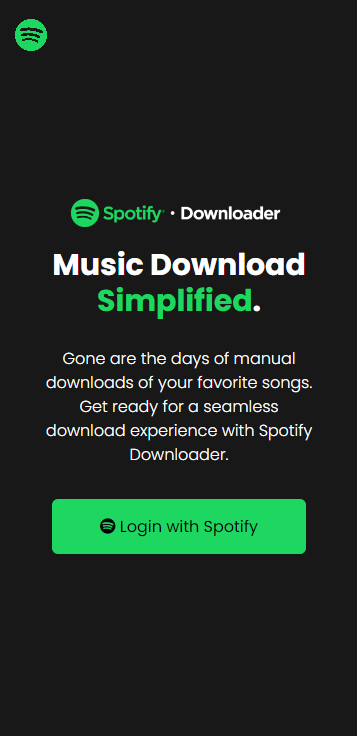 Spotify · Downloader
Music Download
Simplified.
Gone are the days of manual
downloads of your favorite songs.
Get ready for a seamless
download experience with Spotify
Downloader.
Login with Spotify